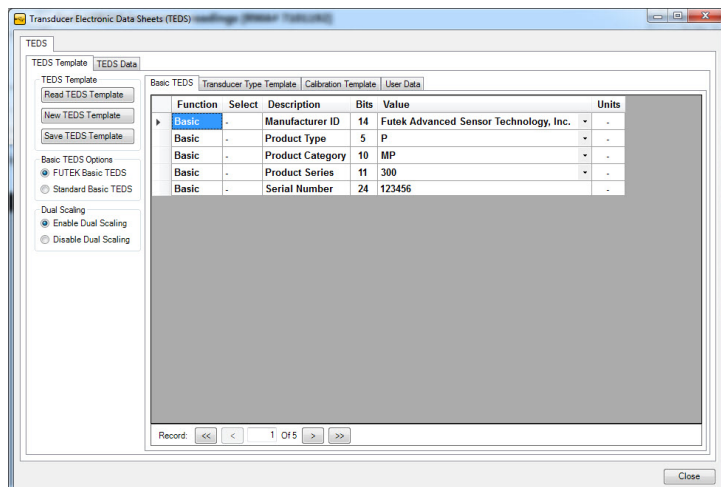 Transducer Electronic Data Sheets (TEDS)
TEDS
TEDS Template TEDS Data
TEDS Template
Read TEDS Template
New TEDS Template
Save TEDS Template
Basic TEDS Options
FUTEK Basic TEDS
Standard Basic TEDS
Dual Scaling
Enable Dual Scaling
Disable Dual Scaling
Basic TEDS Transducer Type Template Calibration Template User Data
Function Select Description Bits Value Units
Basic - Manufacturer ID 14 Futek Advanced Sensor Technology, Inc. -
Basic - Product Type 5 P -
Basic - Product Category 10 MP -
Basic - Product Series 11 300 -
Basic - Serial Number 24 123456 -
Record: << < 1 Of 5 > >>
Close